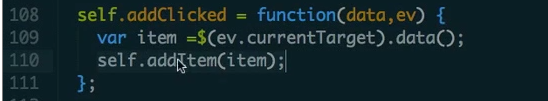 108 self.addClicked = function(data,ev) {
109 var item =$(ev.currentTarget).data();
110 self.addItem(item);
111 };